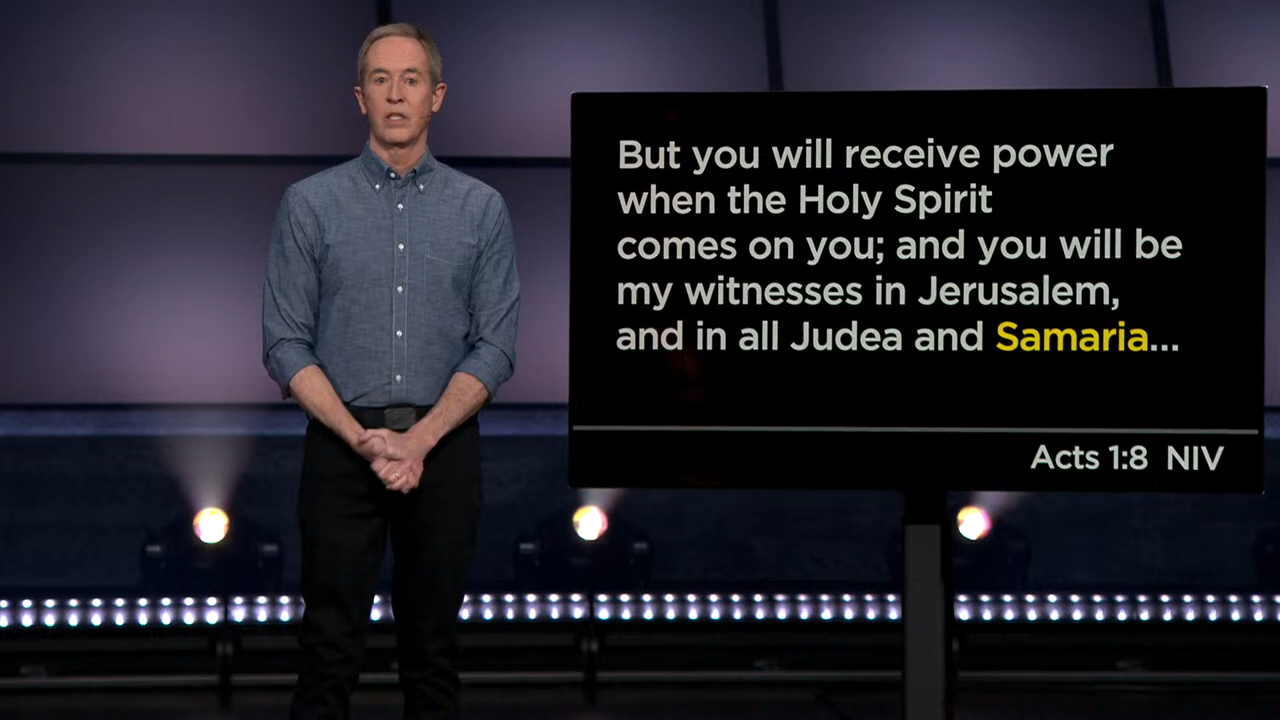 But you will receive power
when the Holy Spirit
comes on you; and you will be
my witnesses in Jerusalem,
and in all Judea and Samaria...
Acts 1:8 NIV